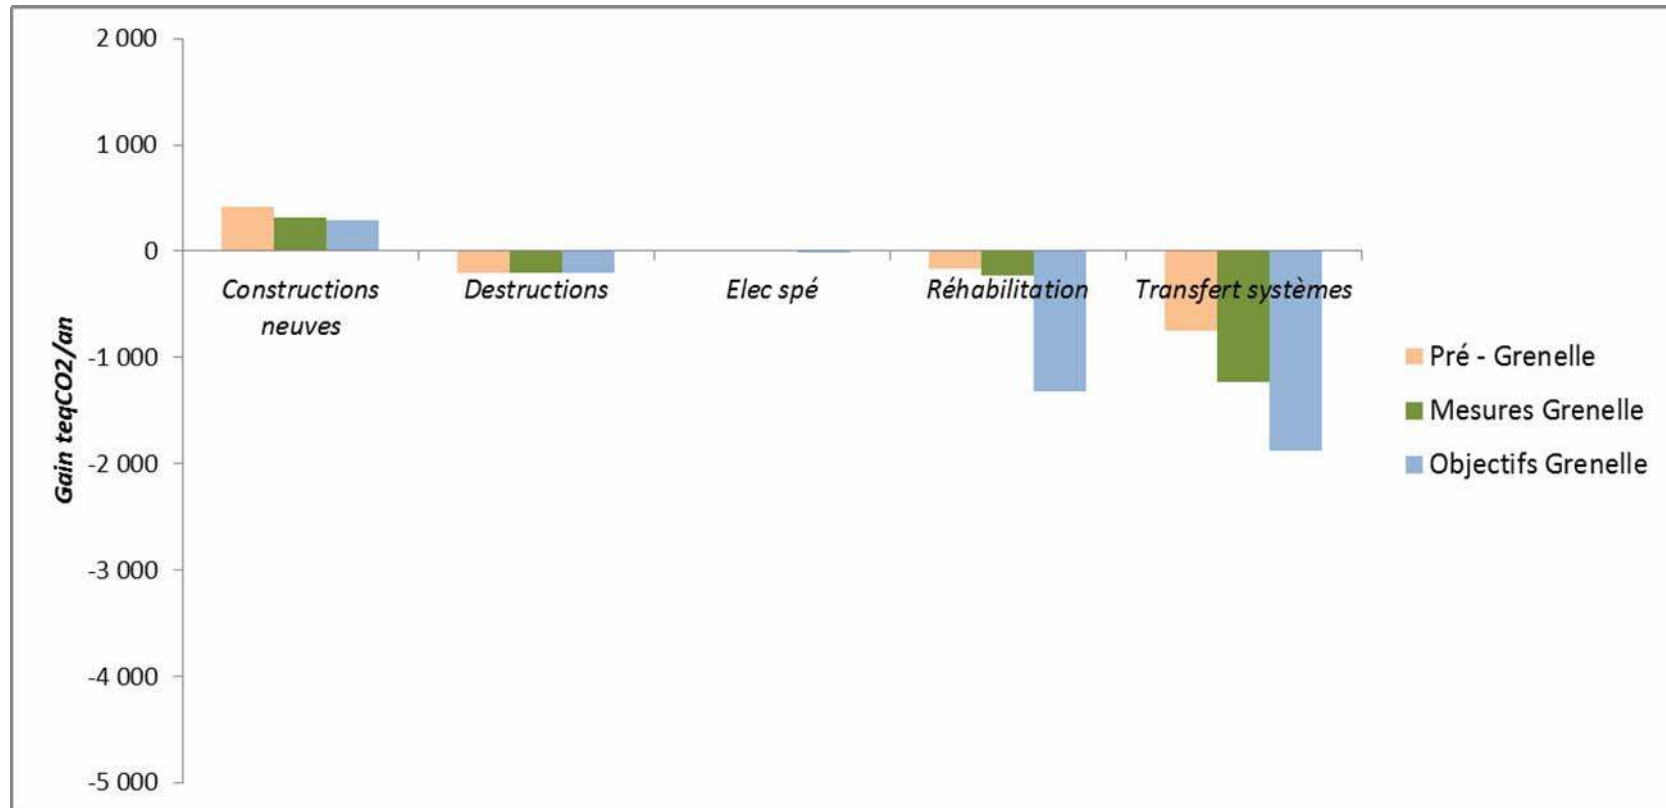 2 000
1 000
0
-1 000
-2 000
-3 000
-4 000
-5 000
Gain teqCO2/an
Constructions
neuves
Destructions
Elec spé
Réhabilitation
Transfert systèmes
Pré - Grenelle
Mesures Grenelle
Objectifs Grenelle